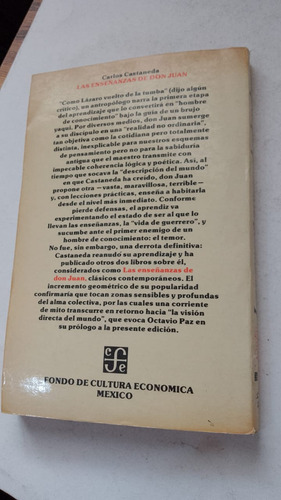 Carlos Castaneda
LAS ENSEÑANZAS DE DON JUAN
"Como Lázaro vuelto de la tumba" (dijo algún
crítico), un antropólogo narra la primera etapa
del aprendizaje que lo convertirá en "hombre
de conocimiento" bajo la guía de un brujo
yaqui. Por diversos medios, don Juan sumerge
a su discípulo en una "realidad no ordinaria",
tan objetiva como la cotidiana pero totalmente
distinta, inexplicable para nuestros esquemas
de pensamiento pero no para la sabiduría
antigua que el maestro transmite con
impecable coherencia lógica y poética. Así, al
tiempo que socava la "descripción del mundo"
en que Castaneda ha creído, don Juan
propone otra — vasta, maravillosa, terrible—
y, con lecciones prácticas, enseña a habitarla
desde el nivel más inmediato. Conforme
pierde defensas, el aprendiz va
experimentando el estado de ser al que lo
llevan las enseñanzas, la "vida de guerrero", y
sucumbe ante el primer enemigo de un
hombre de conocimiento: el temor.
No fue, sin embargo, una derrota definitiva:
Castaneda reanudó su aprendizaje y ha
publicado otros dos libros sobre él,
considerados como Las enseñanzas de
don Juan, clásicos contemporáneos. El
incremento geométrico de su popularidad
confirmaría que tocan zonas sensibles y profundas
del alma colectiva, por las cuales una corriente
de mito transcurre en retorno hacia "la visión
directa del mundo", que evoca Octavio Paz en
su prólogo a la presente edición.
cfe
FONDO DE CULTURA ECONOMICA
MEXICO